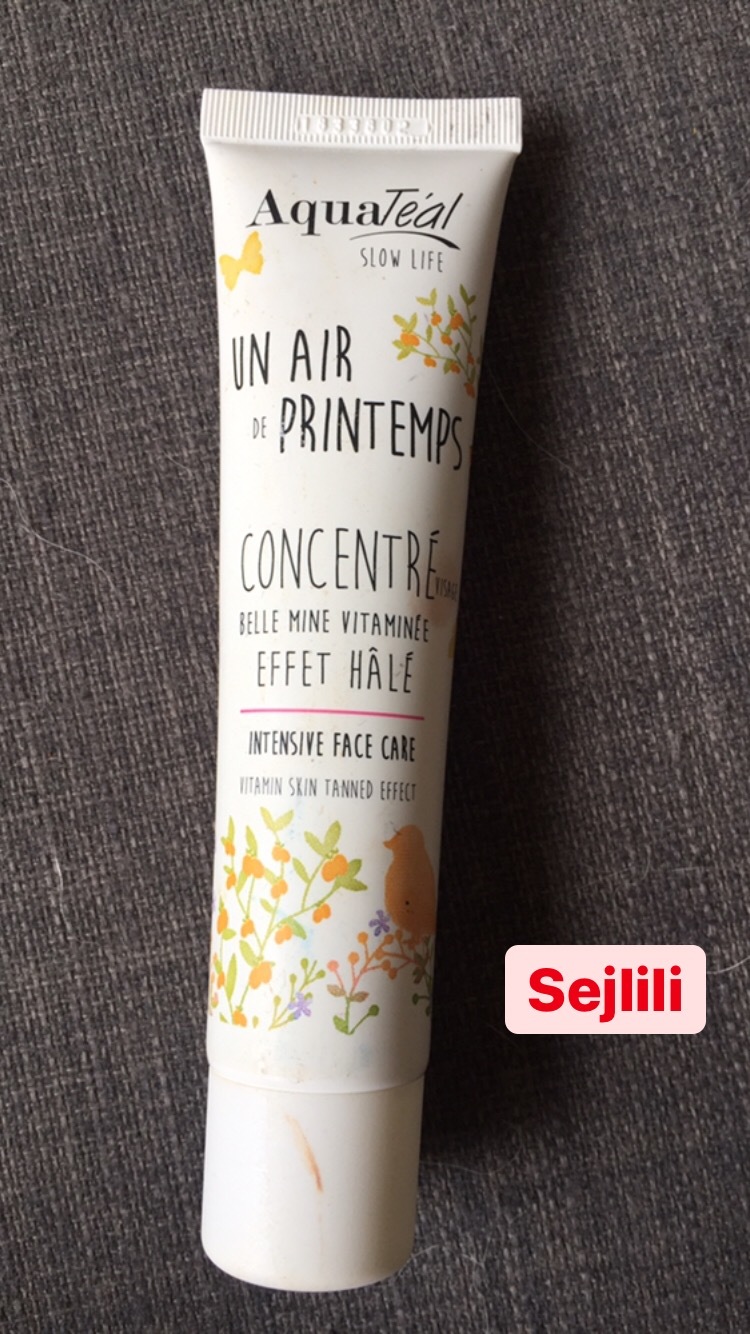 AquaTéal
SLOW LIFE
UN AIR
DE PRINTEMPS
CONCENTRÉ VISAGE
BELLE MINE VITAMINÉE
EFFET HÂLÉ
INTENSIVE FACE CARE
VITAMIN SKIN TANNED EFFECT
Sejlili